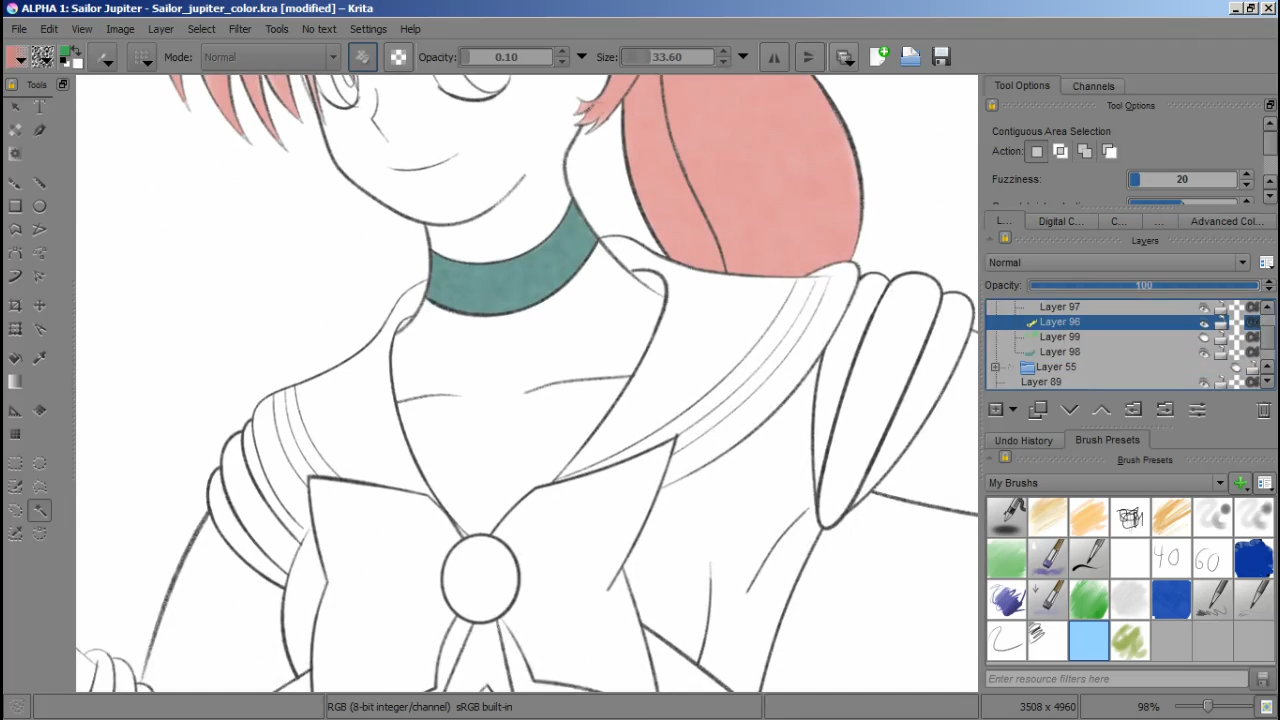 ALPHA 1: Sailor Jupiter - Sailor_jupiter_color.kra [modified] – Krita
File Edit View Image Layer Select Filter Tools No text Settings Help
Mode: Normal Opacity: 0.10 Size: 33.60
Tools
Tool Options Channels
Tool Options
Contiguous Area Selection
Action:
Fuzziness: 20
L... Digital C... C... ... Advanced Col...
Layers
Normal
Opacity: 100
Layer 97
Layer 96
Layer 99
Layer 98
Layer 55
Layer 89
Undo History Brush Presets
Brush Presets
My Brushes
40 60
Enter resource filters here
RGB (8-bit integer/channel) sRGB built-in 3508 x 4960 98%